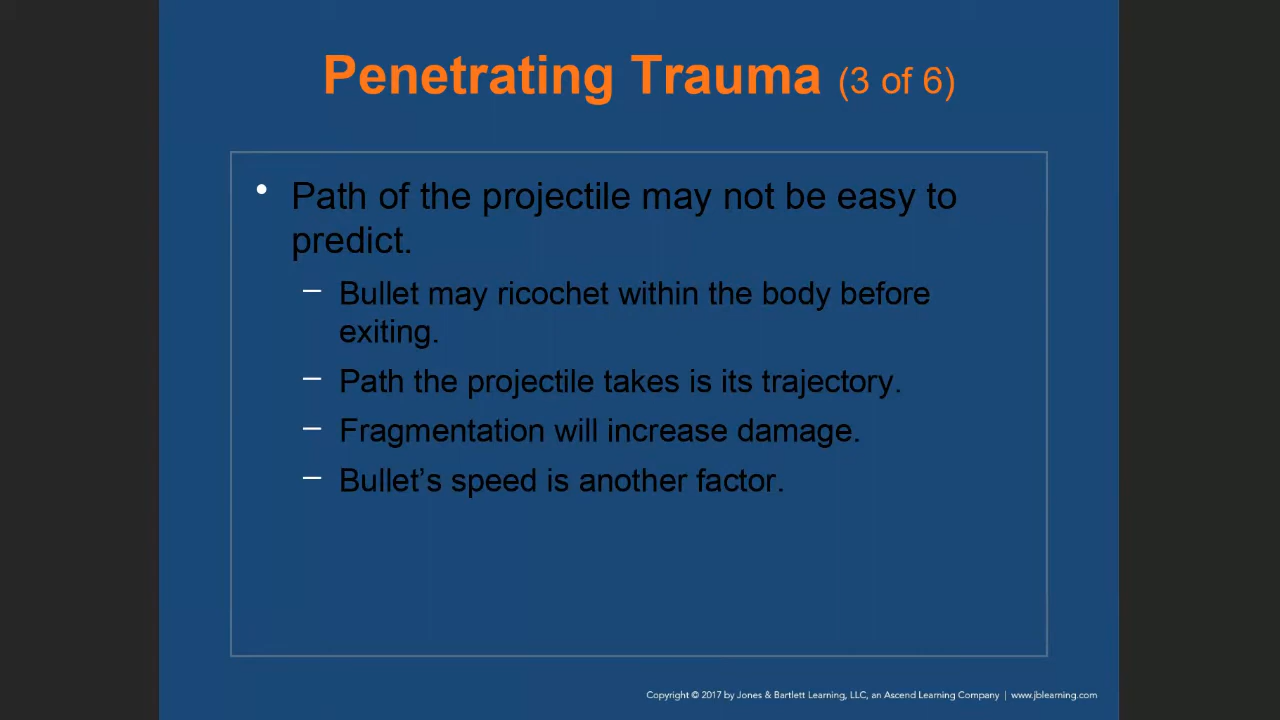 Penetrating Trauma (3 of 6)
• Path of the projectile may not be easy to
predict.
– Bullet may ricochet within the body before
exiting.
– Path the projectile takes is its trajectory.
– Fragmentation will increase damage.
– Bullet’s speed is another factor.
Copyright © 2017 by Jones & Bartlett Learning, LLC, an Ascend Learning Company | www.jblearning.com